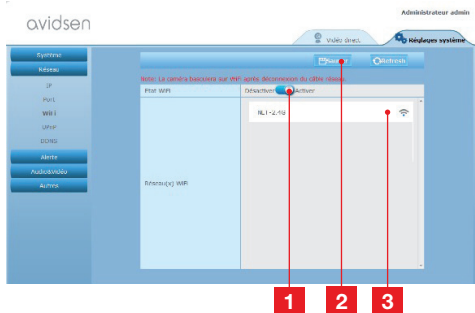 Administrateur admin
avidsen
Vidéo direct
Réglages système
Système
Réseau
IP
Port
WIFI
UPnP
DDNS
Alerte
Audio&vidéo
Autres
Refresh
Note: La caméra basculera sur WIFI après déconnexion du câble réseau.
Etat WIFI
Désactiver
Activer
NET-2.4G
Réseau(x) WIFI
1
2
3